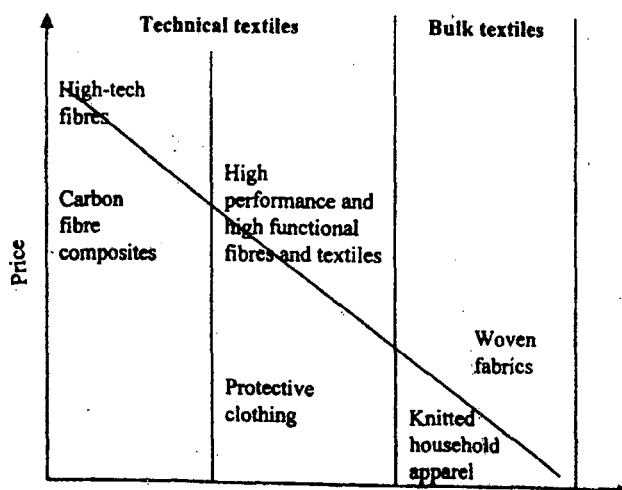 Technical textiles
Bulk textiles
High-tech
fibres
Carbon
fibre
composites
High
performance and
high functional
fibres and textiles
Protective
clothing
Woven
fabrics
Knitted
household
apparel
Price